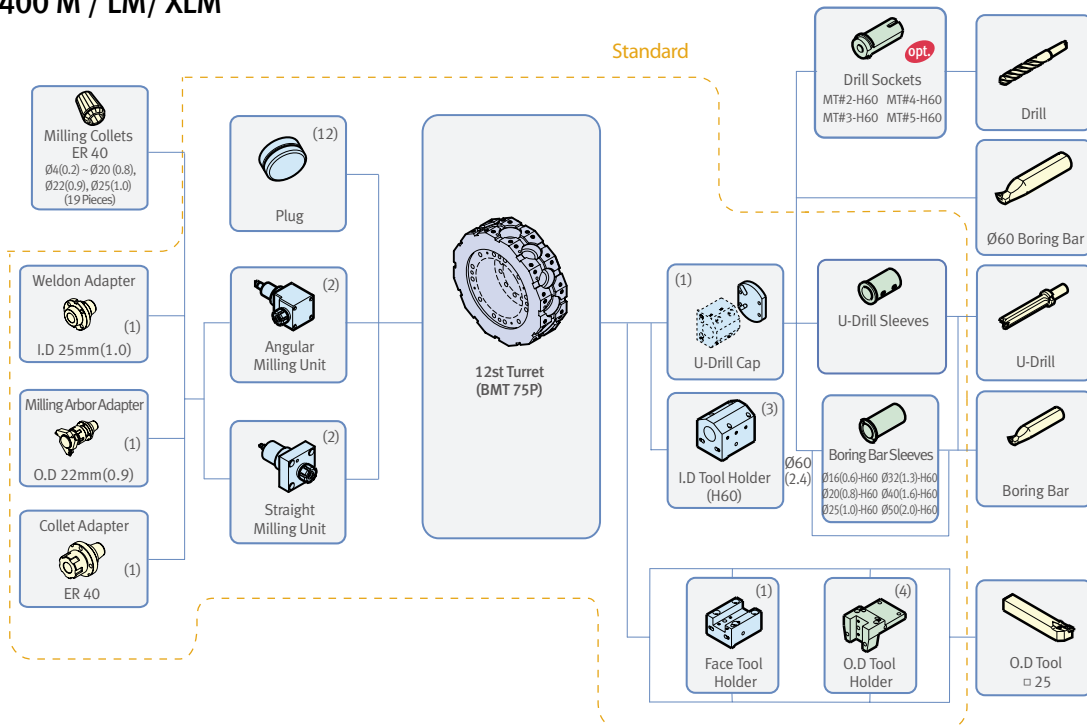 400 M / LM/ XLM
Standard
Milling Collets
ER 40
Ø4(0.2) ~ Ø20 (0.8),
Ø22(0.9), Ø25(1.0)
(19 Pieces)
Weldon Adapter
(1)
I.D 25mm(1.0)
Milling Arbor Adapter
(1)
O.D 22mm(0.9)
Collet Adapter
(1)
ER 40
(12)
Plug
(2)
Angular
Milling Unit
(2)
Straight
Milling Unit
12st Turret
(BMT 75P)
(1)
U-Drill Cap
(3)
I.D Tool Holder
(H60)
Ø60
(2.4)
opt.
Drill Sockets
MT#2-H60 MT#4-H60
MT#3-H60 MT#5-H60
U-Drill Sleeves
Boring Bar Sleeves
Ø16(0.6)-H60 Ø32(1.3)-H60
Ø20(0.8)-H60 Ø40(1.6)-H60
Ø25(1.0)-H60 Ø50(2.0)-H60
(1)
Face Tool
Holder
(4)
O.D Tool
Holder
Drill
Ø60 Boring Bar
U-Drill
Boring Bar
O.D Tool
□ 25